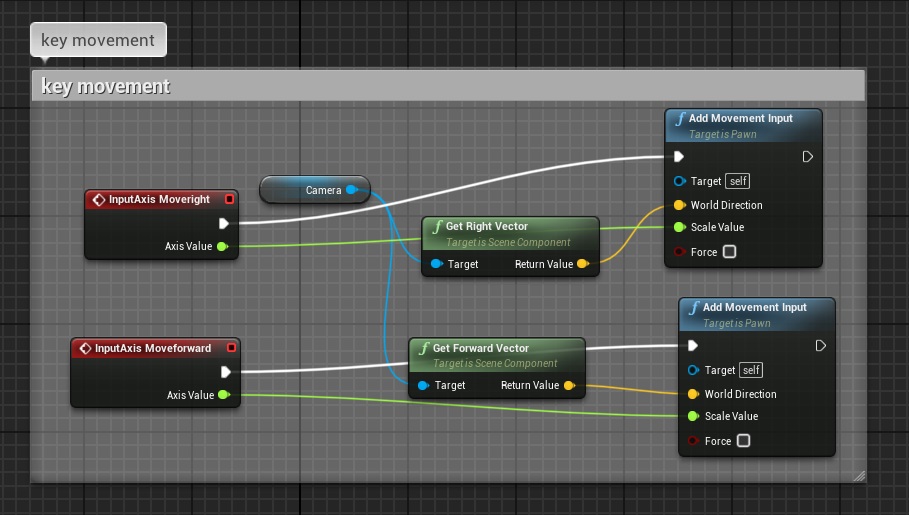 key movement
key movement
Add Movement Input
Target is Pawn
Target self
World Direction
Scale Value
Force
InputAxis Moveright
Axis Value
Camera
Get Right Vector
Target is Scene Component
Target Return Value
Add Movement Input
Target is Pawn
Target self
World Direction
Scale Value
Force
InputAxis Moveforward
Axis Value
Get Forward Vector
Target is Scene Component
Target Return Value